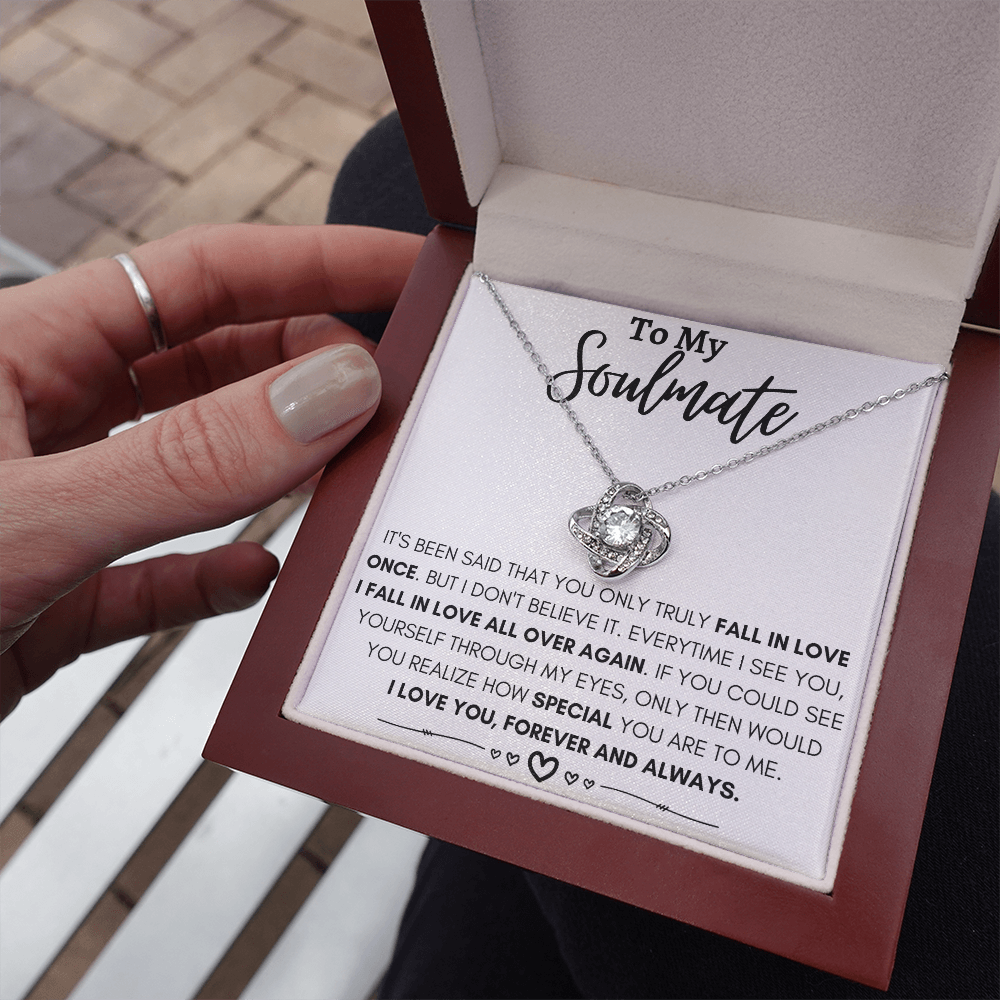 To My
Soulmate
IT'S BEEN SAID THAT YOU ONLY TRULY FALL IN LOVE
ONCE. BUT I DON'T BELIEVE IT. EVERYTIME I SEE YOU,
I FALL IN LOVE ALL OVER AGAIN. IF YOU COULD SEE
YOURSELF THROUGH MY EYES, ONLY THEN WOULD
YOU REALIZE HOW SPECIAL YOU ARE TO ME.
I LOVE YOU, FOREVER AND ALWAYS.